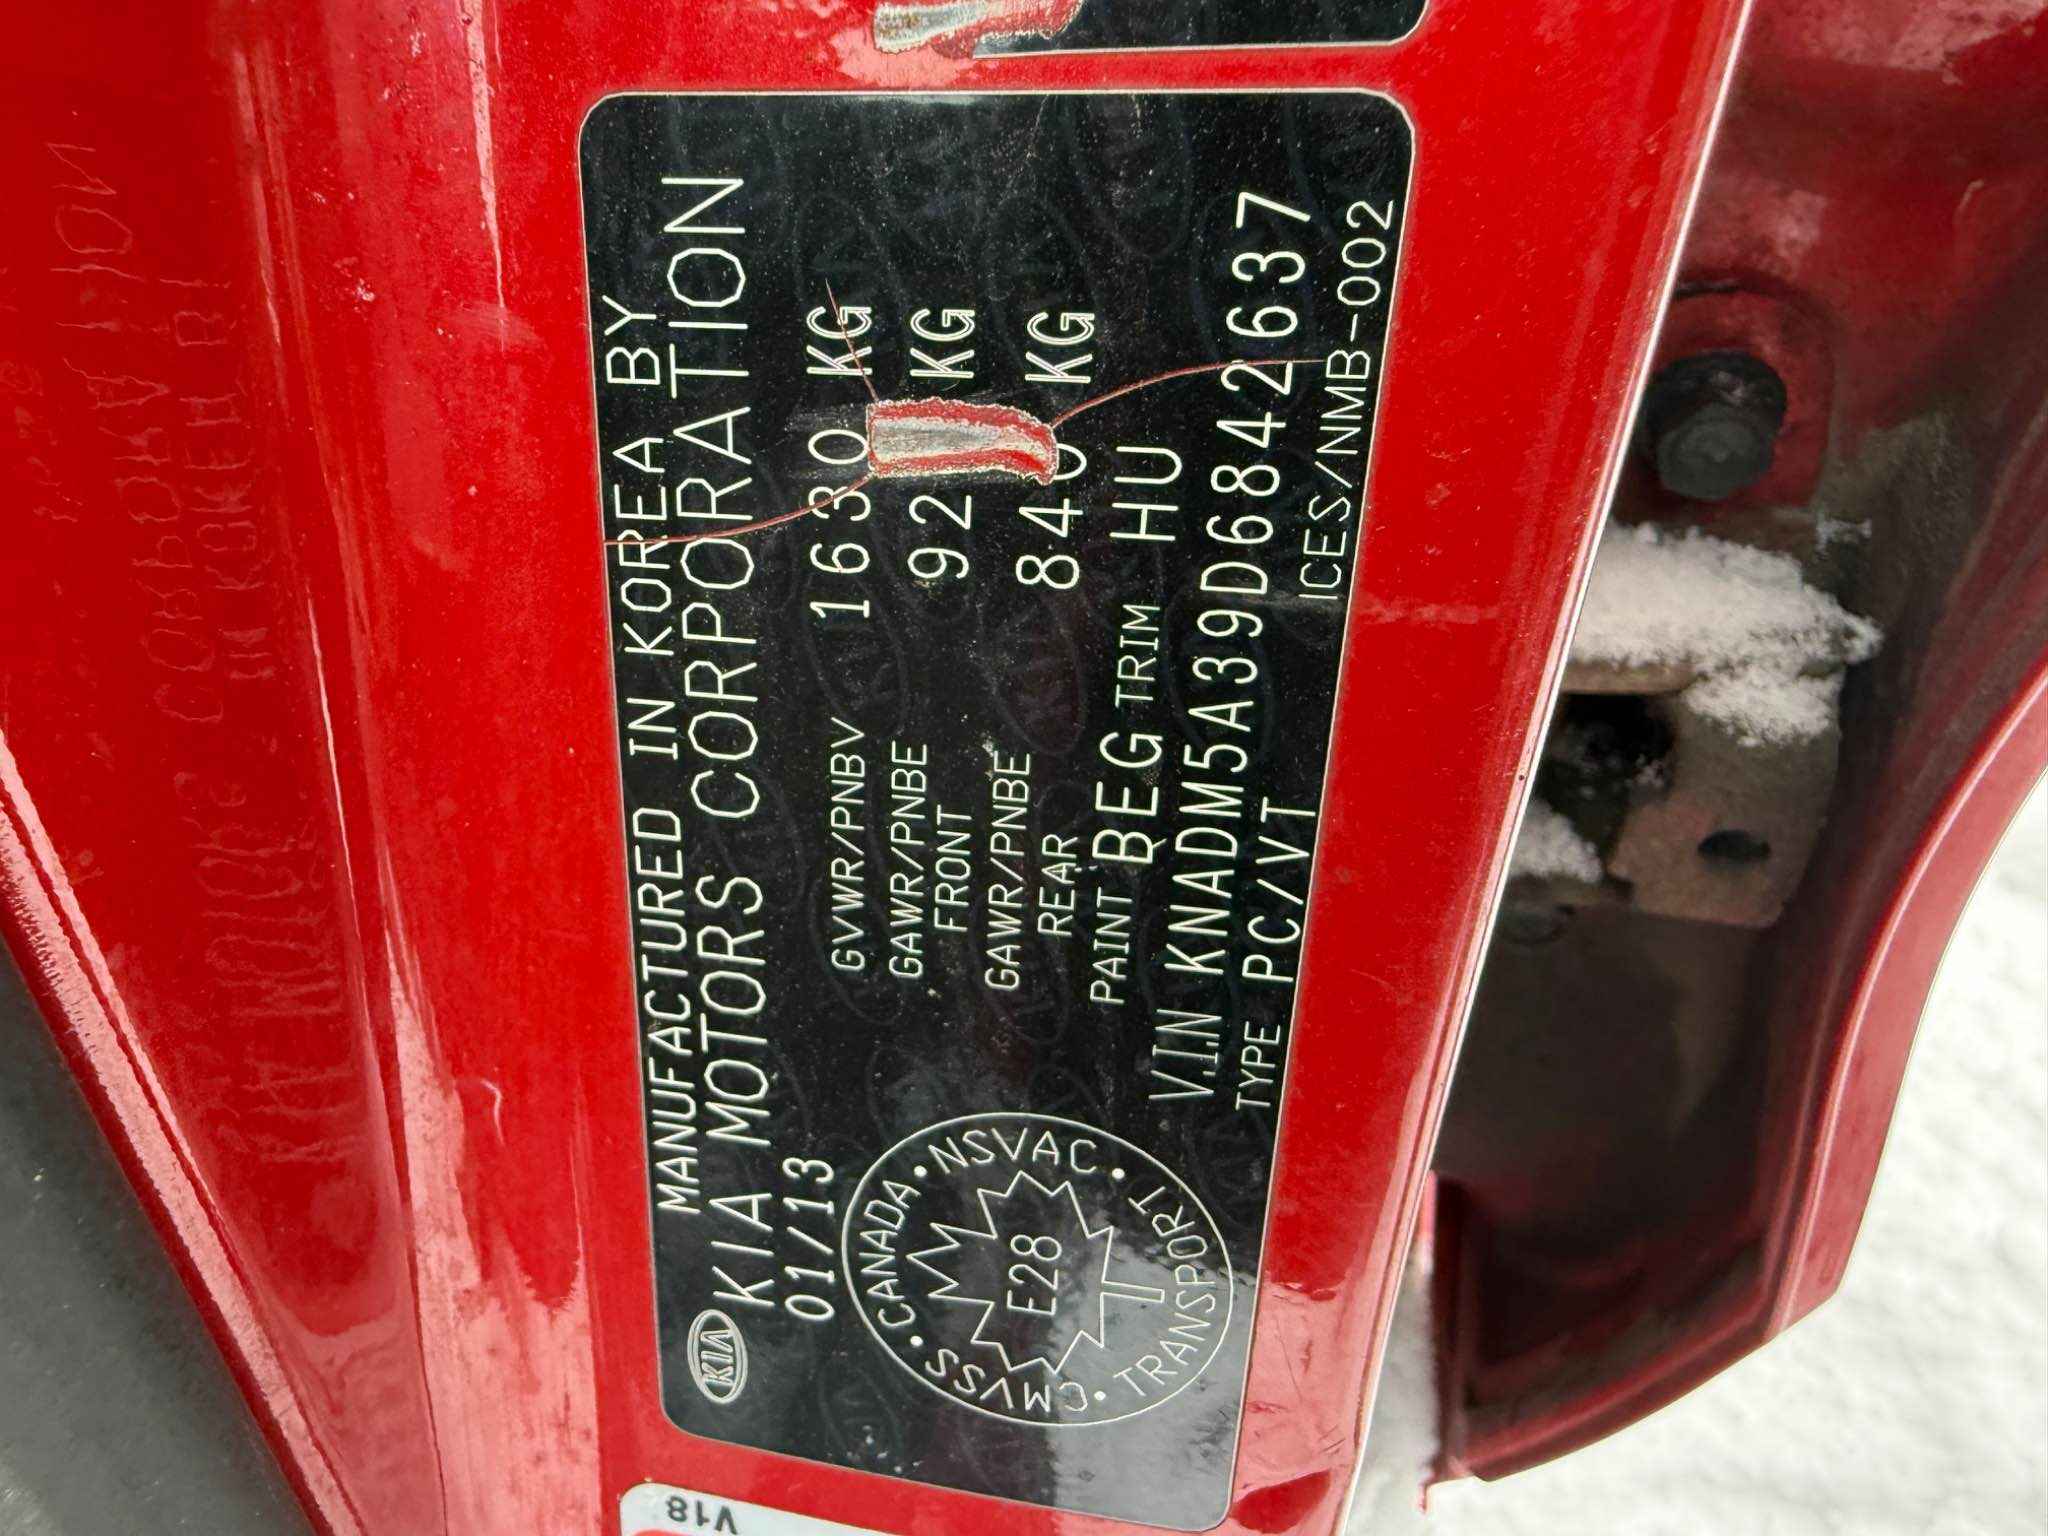 KIA
MANUFACTURED IN KOREA BY
KIA MOTORS CORPORATION
01/13
GVWR/PNBV 1630 KG
GAWR/PNBE FRONT 92 KG
GAWR/PNBE REAR 840 KG
PAINT BEG TRIM HU
V.I.N KNADM5A39D6842637
TYPE PC/VT
ICES/NMB-002
CMVSS • CANADA • NSVAC • TRANSPORT •
E28
V18